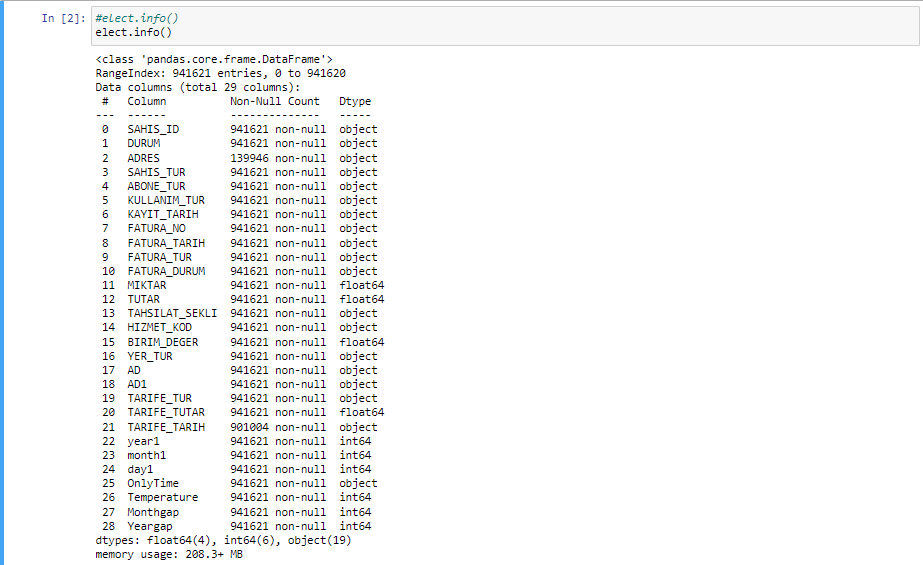 In [2]: #elect.info()
elect.info()
<class 'pandas.core.frame.DataFrame'>
RangeIndex: 941621 entries, 0 to 941620
Data columns (total 29 columns):
 #   Column          Non-Null Count   Dtype
---  ------          --------------   -----
 0   SAHIS_ID        941621 non-null  object
 1   DURUM           941621 non-null  object
 2   ADRES           139946 non-null  object
 3   SAHIS_TUR       941621 non-null  object
 4   ABONE_TUR       941621 non-null  object
 5   KULLANIM_TUR    941621 non-null  object
 6   KAYIT_TARIH     941621 non-null  object
 7   FATURA_NO       941621 non-null  object
 8   FATURA_TARIH    941621 non-null  object
 9   FATURA_TUR      941621 non-null  object
 10  FATURA_DURUM    941621 non-null  object
 11  MIKTAR          941621 non-null  float64
 12  TUTAR           941621 non-null  float64
 13  TAHSILAT_SEKLI  941621 non-null  object
 14  HIZMET_KOD      941621 non-null  object
 15  BIRIM_DEGER     941621 non-null  float64
 16  YER_TUR         941621 non-null  object
 17  AD              941621 non-null  object
 18  AD1             941621 non-null  object
 19  TARIFE_TUR      941621 non-null  object
 20  TARIFE_TUTAR    941621 non-null  float64
 21  TARIFE_TARIH    901004 non-null  object
 22  year1           941621 non-null  int64
 23  month1          941621 non-null  int64
 24  day1            941621 non-null  int64
 25  OnlyTime        941621 non-null  object
 26  Temperature     941621 non-null  int64
 27  Monthgap        941621 non-null  int64
 28  Yeargap         941621 non-null  int64
dtypes: float64(4), int64(6), object(19)
memory usage: 208.3+ MB